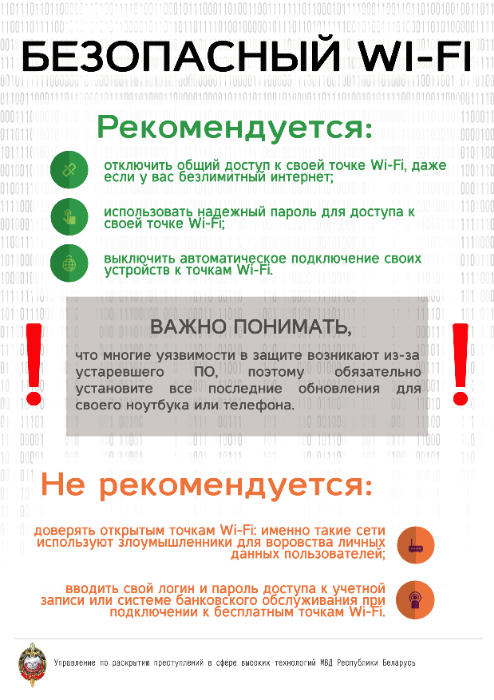 БЕЗОПАСНЫЙ WI-FI
Рекомендуется:
отключить общий доступ к своей точке Wi-Fi, даже
если у вас безлимитный интернет;
использовать надежный пароль для доступа к
своей точке Wi-Fi;
выключить автоматическое подключение своих
устройств к точкам Wi-Fi.
ВАЖНО ПОНИМАТЬ,
что многие уязвимости в защите возникают из-за
устаревшего ПО, поэтому обязательно
установите все последние обновления для
своего ноутбука или телефона.
Не рекомендуется:
доверять открытым точкам Wi-Fi: именно такие сети
используют злоумышленники для воровства личных
данных пользователей;
вводить свой логин и пароль доступа к учетной
записи или системе банковского обслуживания при
подключении к бесплатным точкам Wi-Fi.
Управление по раскрытию преступлений в сфере высоких технологий МВД Республики Беларусь